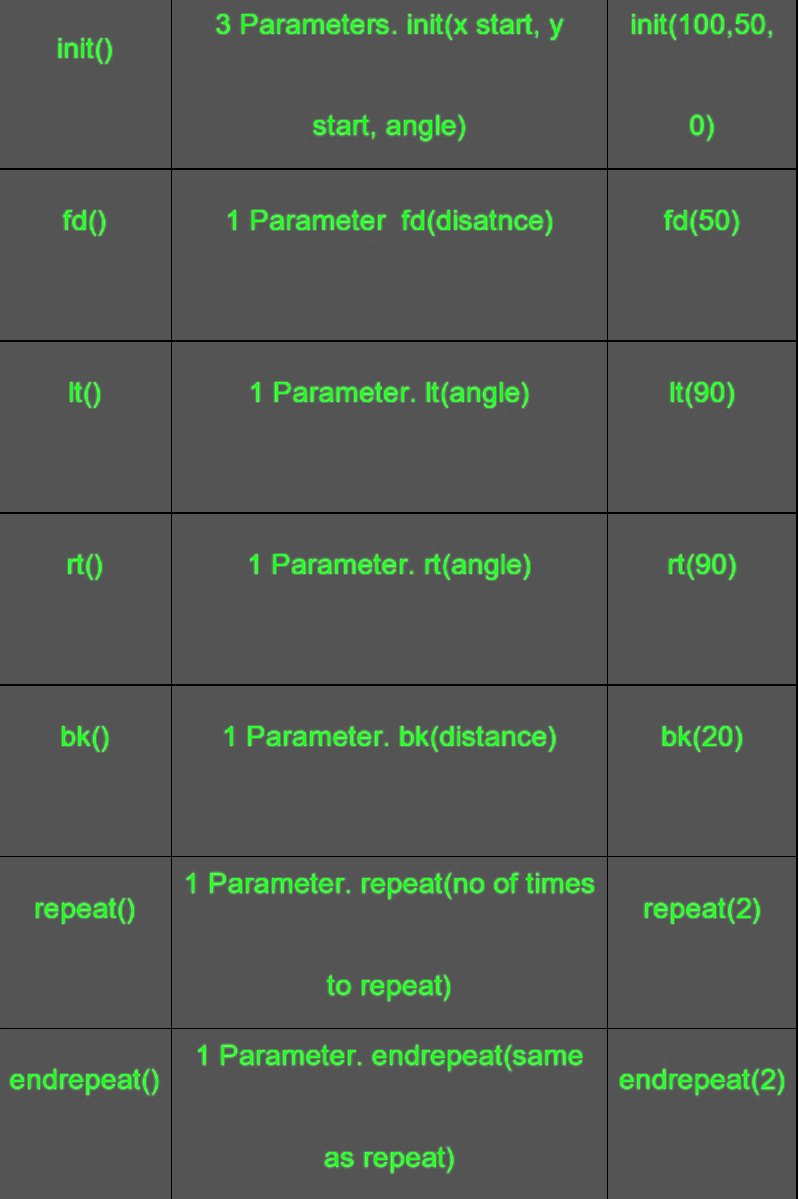 init()
3 Parameters. init(x start, y
start, angle)
init(100,50,
0)
fd()
1 Parameter  fd(disatnce)
fd(50)
lt()
1 Parameter. lt(angle)
lt(90)
rt()
1 Parameter. rt(angle)
rt(90)
bk()
1 Parameter. bk(distance)
bk(20)
repeat()
1 Parameter. repeat(no of times
to repeat)
repeat(2)
endrepeat()
1 Parameter. endrepeat(same
as repeat)
endrepeat(2)